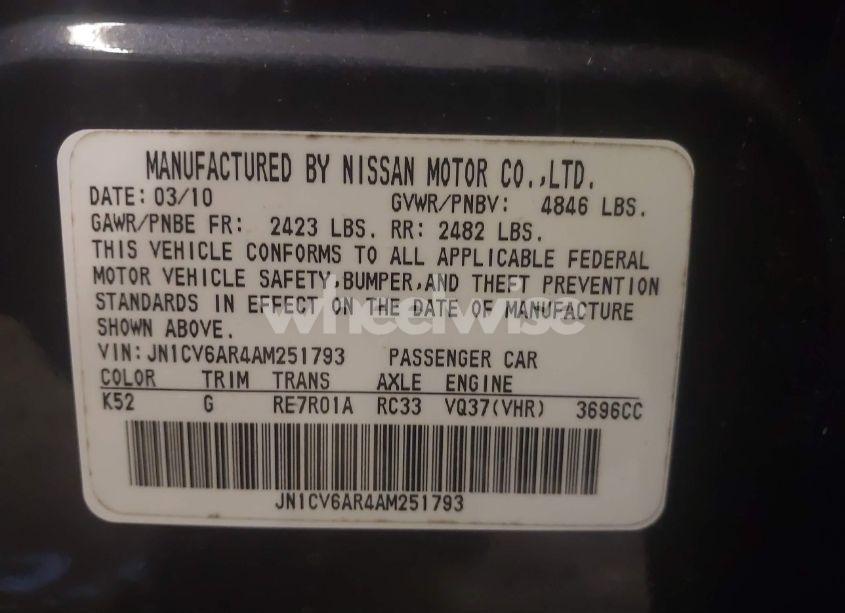 MANUFACTURED BY NISSAN MOTOR CO.,LTD.
DATE: 03/10 GVWR/PNBV: 4846 LBS.
GAWR/PNBE FR: 2423 LBS. RR: 2482 LBS.
THIS VEHICLE CONFORMS TO ALL APPLICABLE FEDERAL
MOTOR VEHICLE SAFETY,BUMPER,AND THEFT PREVENTION
STANDARDS IN EFFECT ON THE DATE OF MANUFACTURE
wheelwise
SHOWN ABOVE.
VIN: JN1CV6AR4AM251793 PASSENGER CAR
COLOR TRIM TRANS AXLE ENGINE
K52 G RE7R01A RC33 VQ37(VHR) 3696CC
JN1CV6AR4AM251793